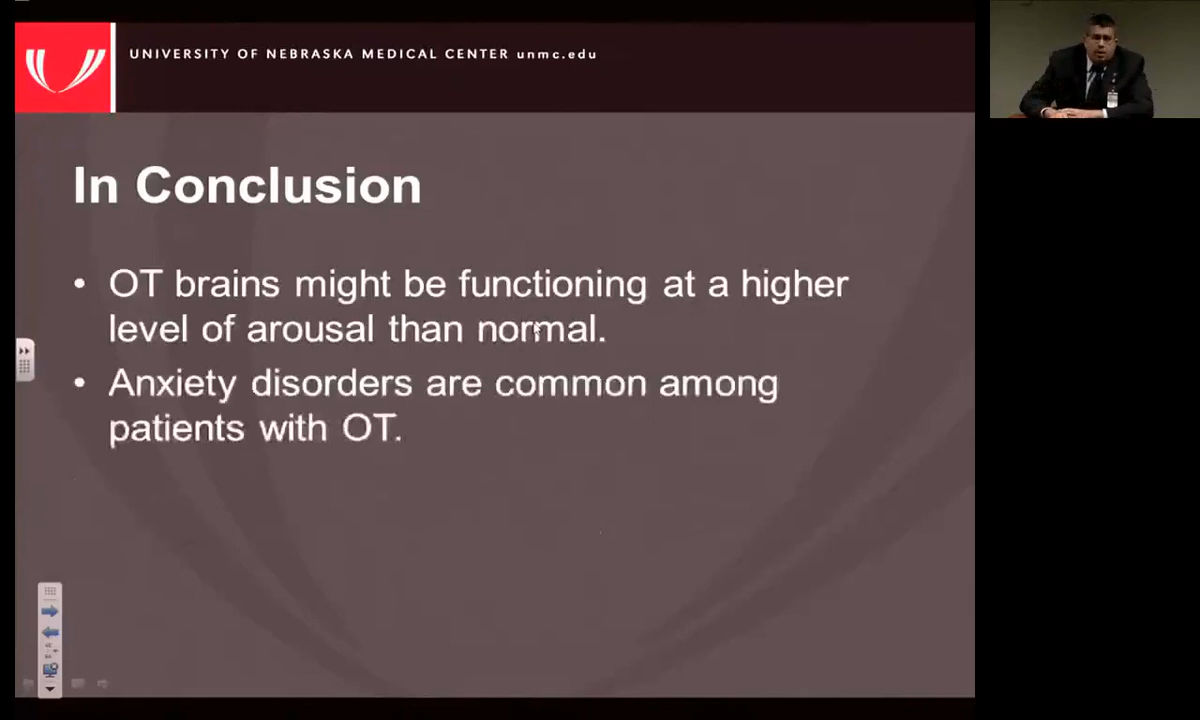 UNIVERSITY OF NEBRASKA MEDICAL CENTER unmc.edu
In Conclusion
• OT brains might be functioning at a higher
level of arousal than normal.
• Anxiety disorders are common among
patients with OT.